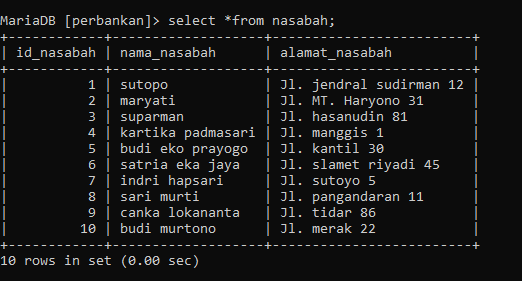 MariaDB [perbankan]> select *from nasabah;
+------------+-------------------+-------------------------+
| id_nasabah | nama_nasabah      | alamat_nasabah          |
+------------+-------------------+-------------------------+
|          1 | sutopo            | Jl. jendral sudirman 12 |
|          2 | maryati           | Jl. MT. Haryono 31      |
|          3 | suparman          | Jl. hasanudin 81        |
|          4 | kartika padmasari | Jl. manggis 1           |
|          5 | budi eko prayogo  | Jl. kantil 30           |
|          6 | satria eka jaya   | Jl. slamet riyadi 45    |
|          7 | indri hapsari     | Jl. sutoyo 5            |
|          8 | sari murti        | Jl. pangandaran 11      |
|          9 | canka lokananta   | Jl. tidar 86            |
|         10 | budi murtono      | Jl. merak 22            |
+------------+-------------------+-------------------------+
10 rows in set (0.00 sec)